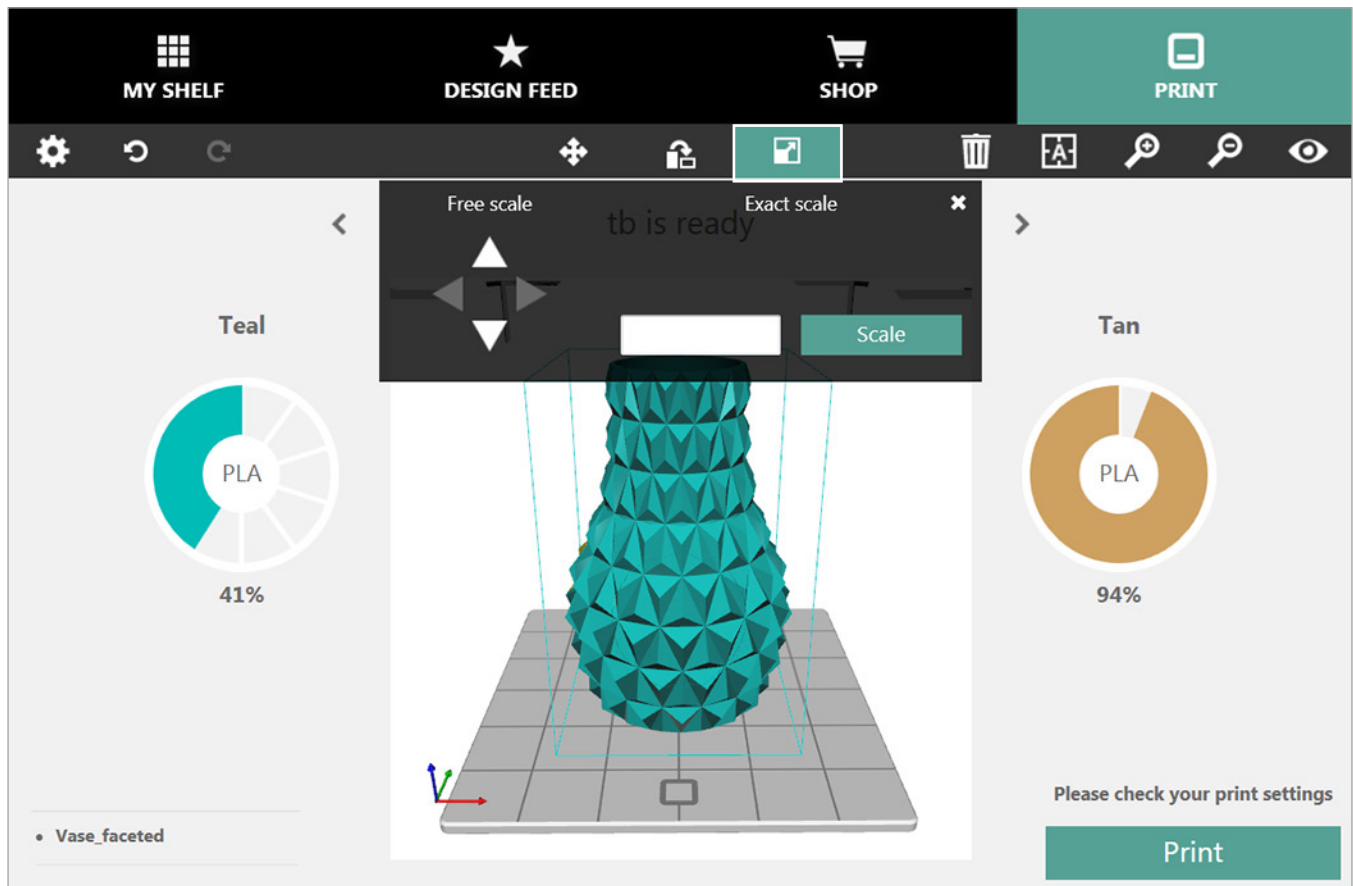 MY SHELF
DESIGN FEED
SHOP
PRINT
A
Free scale
Exact scale
tb is ready
Scale
Teal
PLA
41%
Tan
PLA
94%
Vase_faceted
Please check your print settings
Print